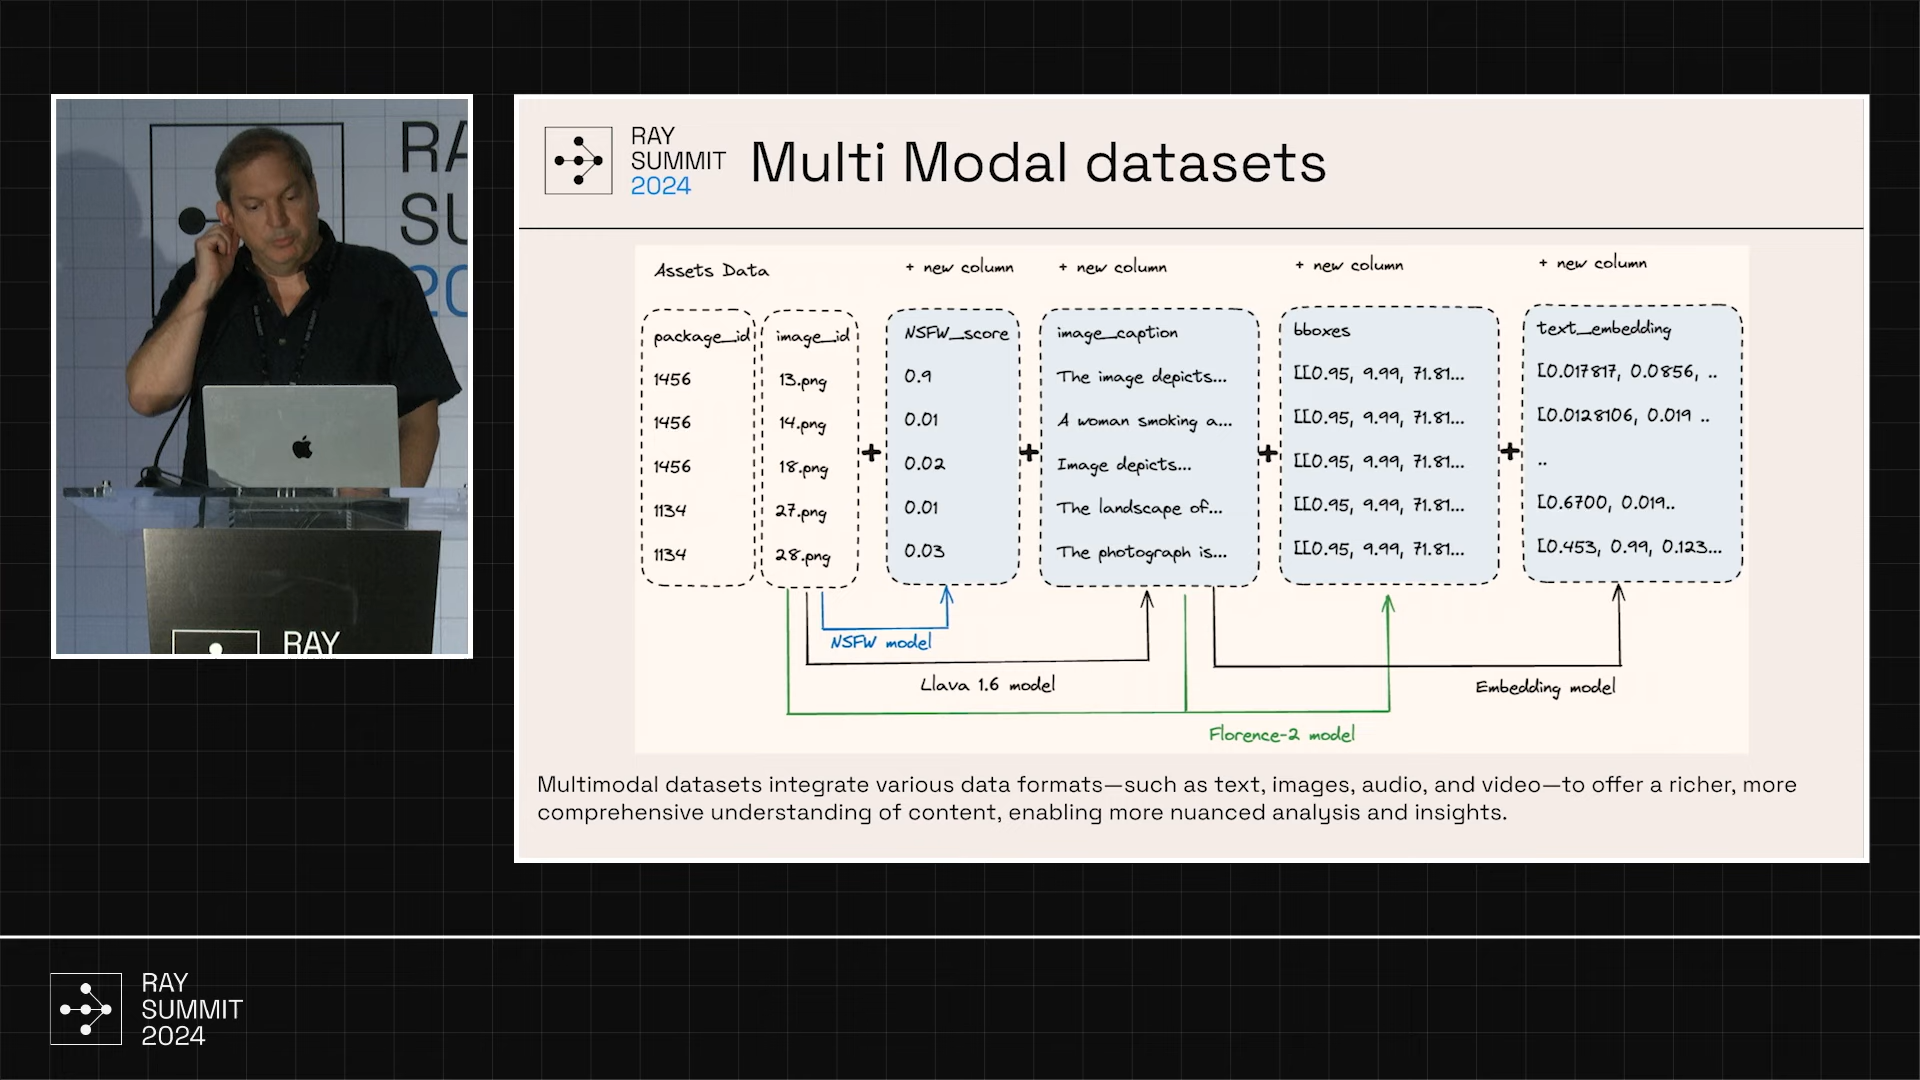 RA
SU
20
RAY
RAY
SUMMIT
2024
Multi Modal datasets
Assets Data
+ new column
+ new column
+ new column
+ new column
package_id
image_id
NSFW_score
image_caption
bboxes
text_embedding
1456
13.png
0.9
The image depicts...
[[0.95, 9.99, 71.81...
[0.017817, 0.0856, ..
1456
14.png
0.01
A woman smoking a...
[[0.95, 9.99, 71.81...
[0.0128106, 0.019 ..
1456
18.png
0.02
Image depicts...
[[0.95, 9.99, 71.81...
..
1134
27.png
0.01
The landscape of...
[[0.95, 9.99, 71.81...
[0.6700, 0.019..
1134
28.png
0.03
The photograph is...
[[0.95, 9.99, 71.81...
[0.453, 0.99, 0.123...
+
+
+
+
NSFW model
Llava 1.6 model
Embedding model
Florence-2 model
Multimodal datasets integrate various data formats—such as text, images, audio, and video—to offer a richer, more
comprehensive understanding of content, enabling more nuanced analysis and insights.
RAY
SUMMIT
2024